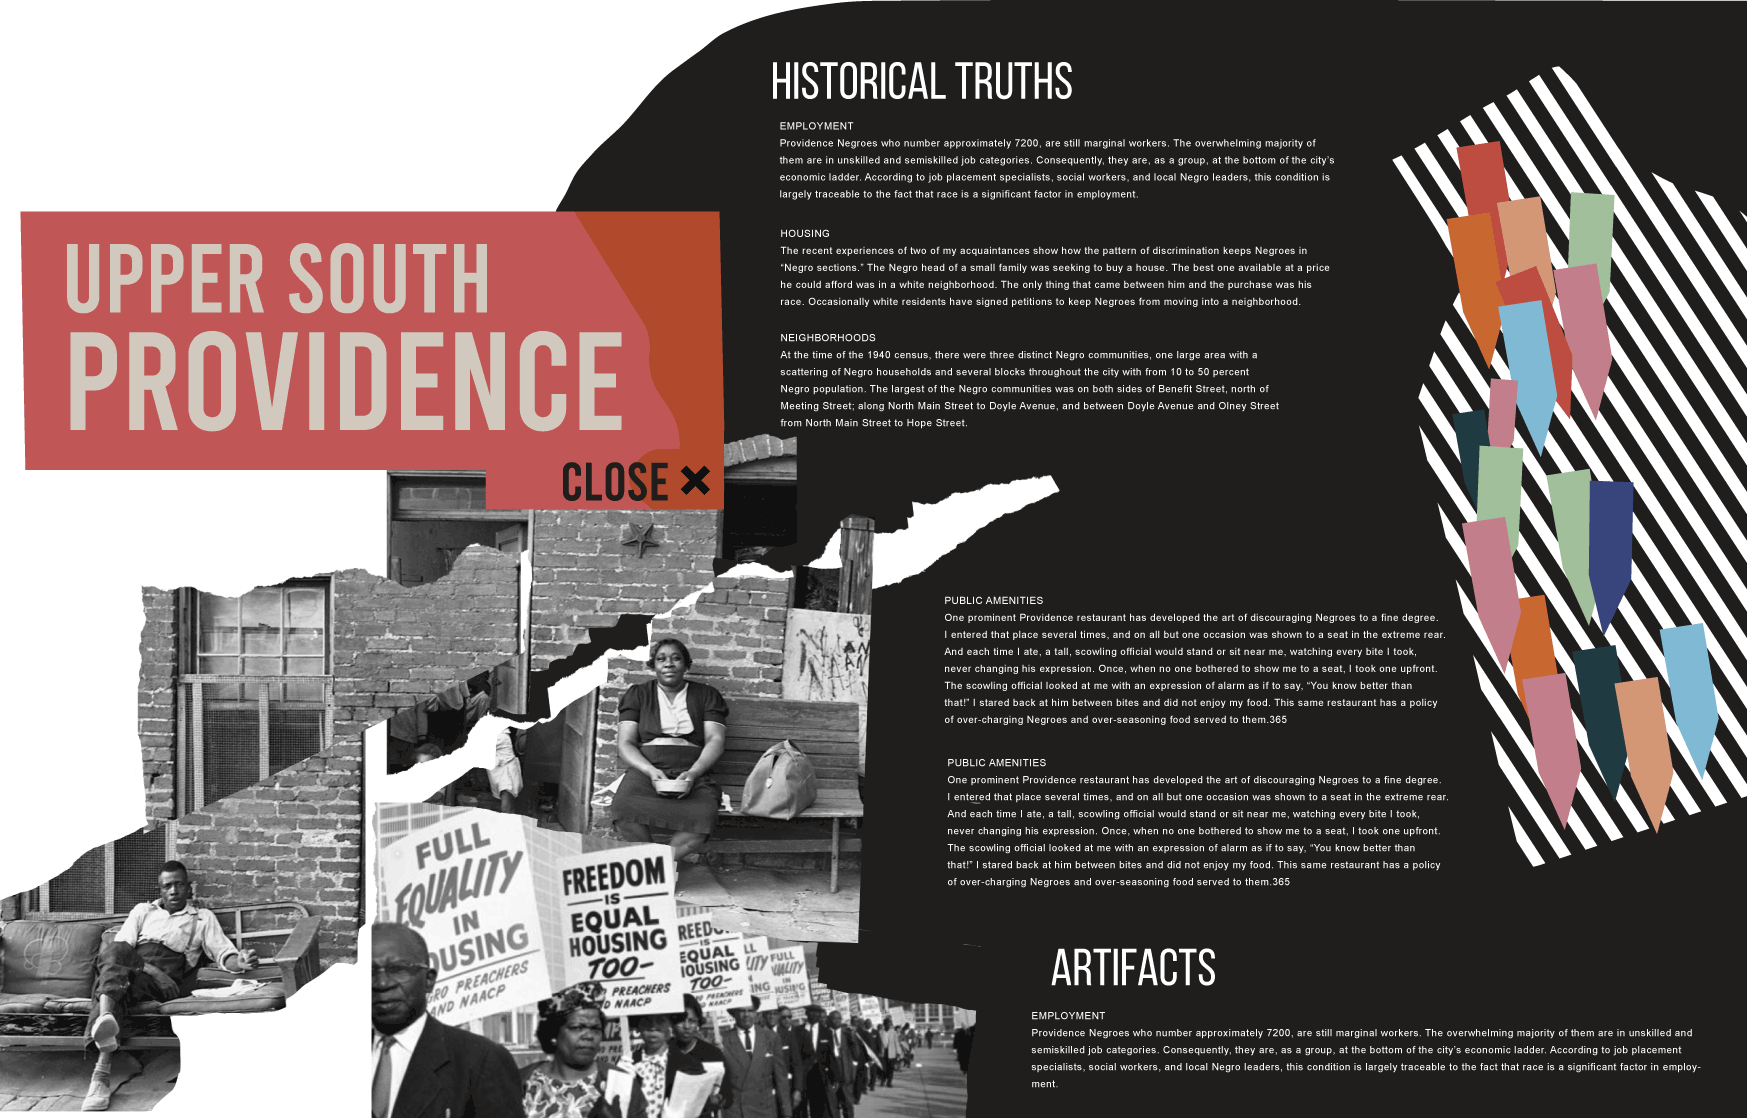 HISTORICAL TRUTHS
EMPLOYMENT
Providence Negroes who number approximately 7200, are still marginal workers. The overwhelming majority of
them are in unskilled and semiskilled job categories. Consequently, they are, as a group, at the bottom of the city's
economic ladder. According to job placement specialists, social workers, and local Negro leaders, this condition is
largely traceable to the fact that race is a significant factor in employment.
HOUSING
The recent experiences of two of my acquaintances show how the pattern of discrimination keeps Negroes in
“Negro sections.” The Negro head of a small family was seeking to buy a house. The best one available at a price
he could afford was in a white neighborhood. The only thing that came between him and the purchase was his
race. Occasionally white residents have signed petitions to keep Negroes from moving into a neighborhood.
NEIGHBORHOODS
At the time of the 1940 census, there were three distinct Negro communities, one large area with a
scattering of Negro households and several blocks throughout the city with from 10 to 50 percent
Negro population. The largest of the Negro communities was on both sides of Benefit Street, north of
Meeting Street; along North Main Street to Doyle Avenue, and between Doyle Avenue and Olney Street
from North Main Street to Hope Street.
UPPER SOUTH
PROVIDENCE
CLOSE ✖
PUBLIC AMENITIES
One prominent Providence restaurant has developed the art of discouraging Negroes to a fine degree.
I entered that place several times, and on all but one occasion was shown to a seat in the extreme rear.
And each time I ate, a tall, scowling official would stand or sit near me, watching every bite I took,
never changing his expression. Once, when no one bothered to show me to a seat, I took one upfront.
The scowling official looked at me with an expression of alarm as if to say, “You know better than
that!” I stared back at him between bites and did not enjoy my food. This same restaurant has a policy
of over-charging Negroes and over-seasoning food served to them.365
PUBLIC AMENITIES
One prominent Providence restaurant has developed the art of discouraging Negroes to a fine degree.
I entered that place several times, and on all but one occasion was shown to a seat in the extreme rear.
And each time I ate, a tall, scowling official would stand or sit near me, watching every bite I took,
never changing his expression. Once, when no one bothered to show me to a seat, I took one upfront.
The scowling official looked at me with an expression of alarm as if to say, “You know better than
that!” I stared back at him between bites and did not enjoy my food. This same restaurant has a policy
of over-charging Negroes and over-seasoning food served to them.365
FULL
EQUALITY
IN
OUSING
GRO PREACHERS
AND NAACP
FREEDOM
IS
EQUAL
HOUSING
TOO-
PREACHERS
D NAACP
REED
IS
EQUAL
OUSING
TOO-
PREACHERS
NAACP
FULL
IN
ARTIFACTS
EMPLOYMENT
Providence Negroes who number approximately 7200, are still marginal workers. The overwhelming majority of them are in unskilled and
semiskilled job categories. Consequently, they are, as a group, at the bottom of the city's economic ladder. According to job placement
specialists, social workers, and local Negro leaders, this condition is largely traceable to the fact that race is a significant factor in employ-
ment.